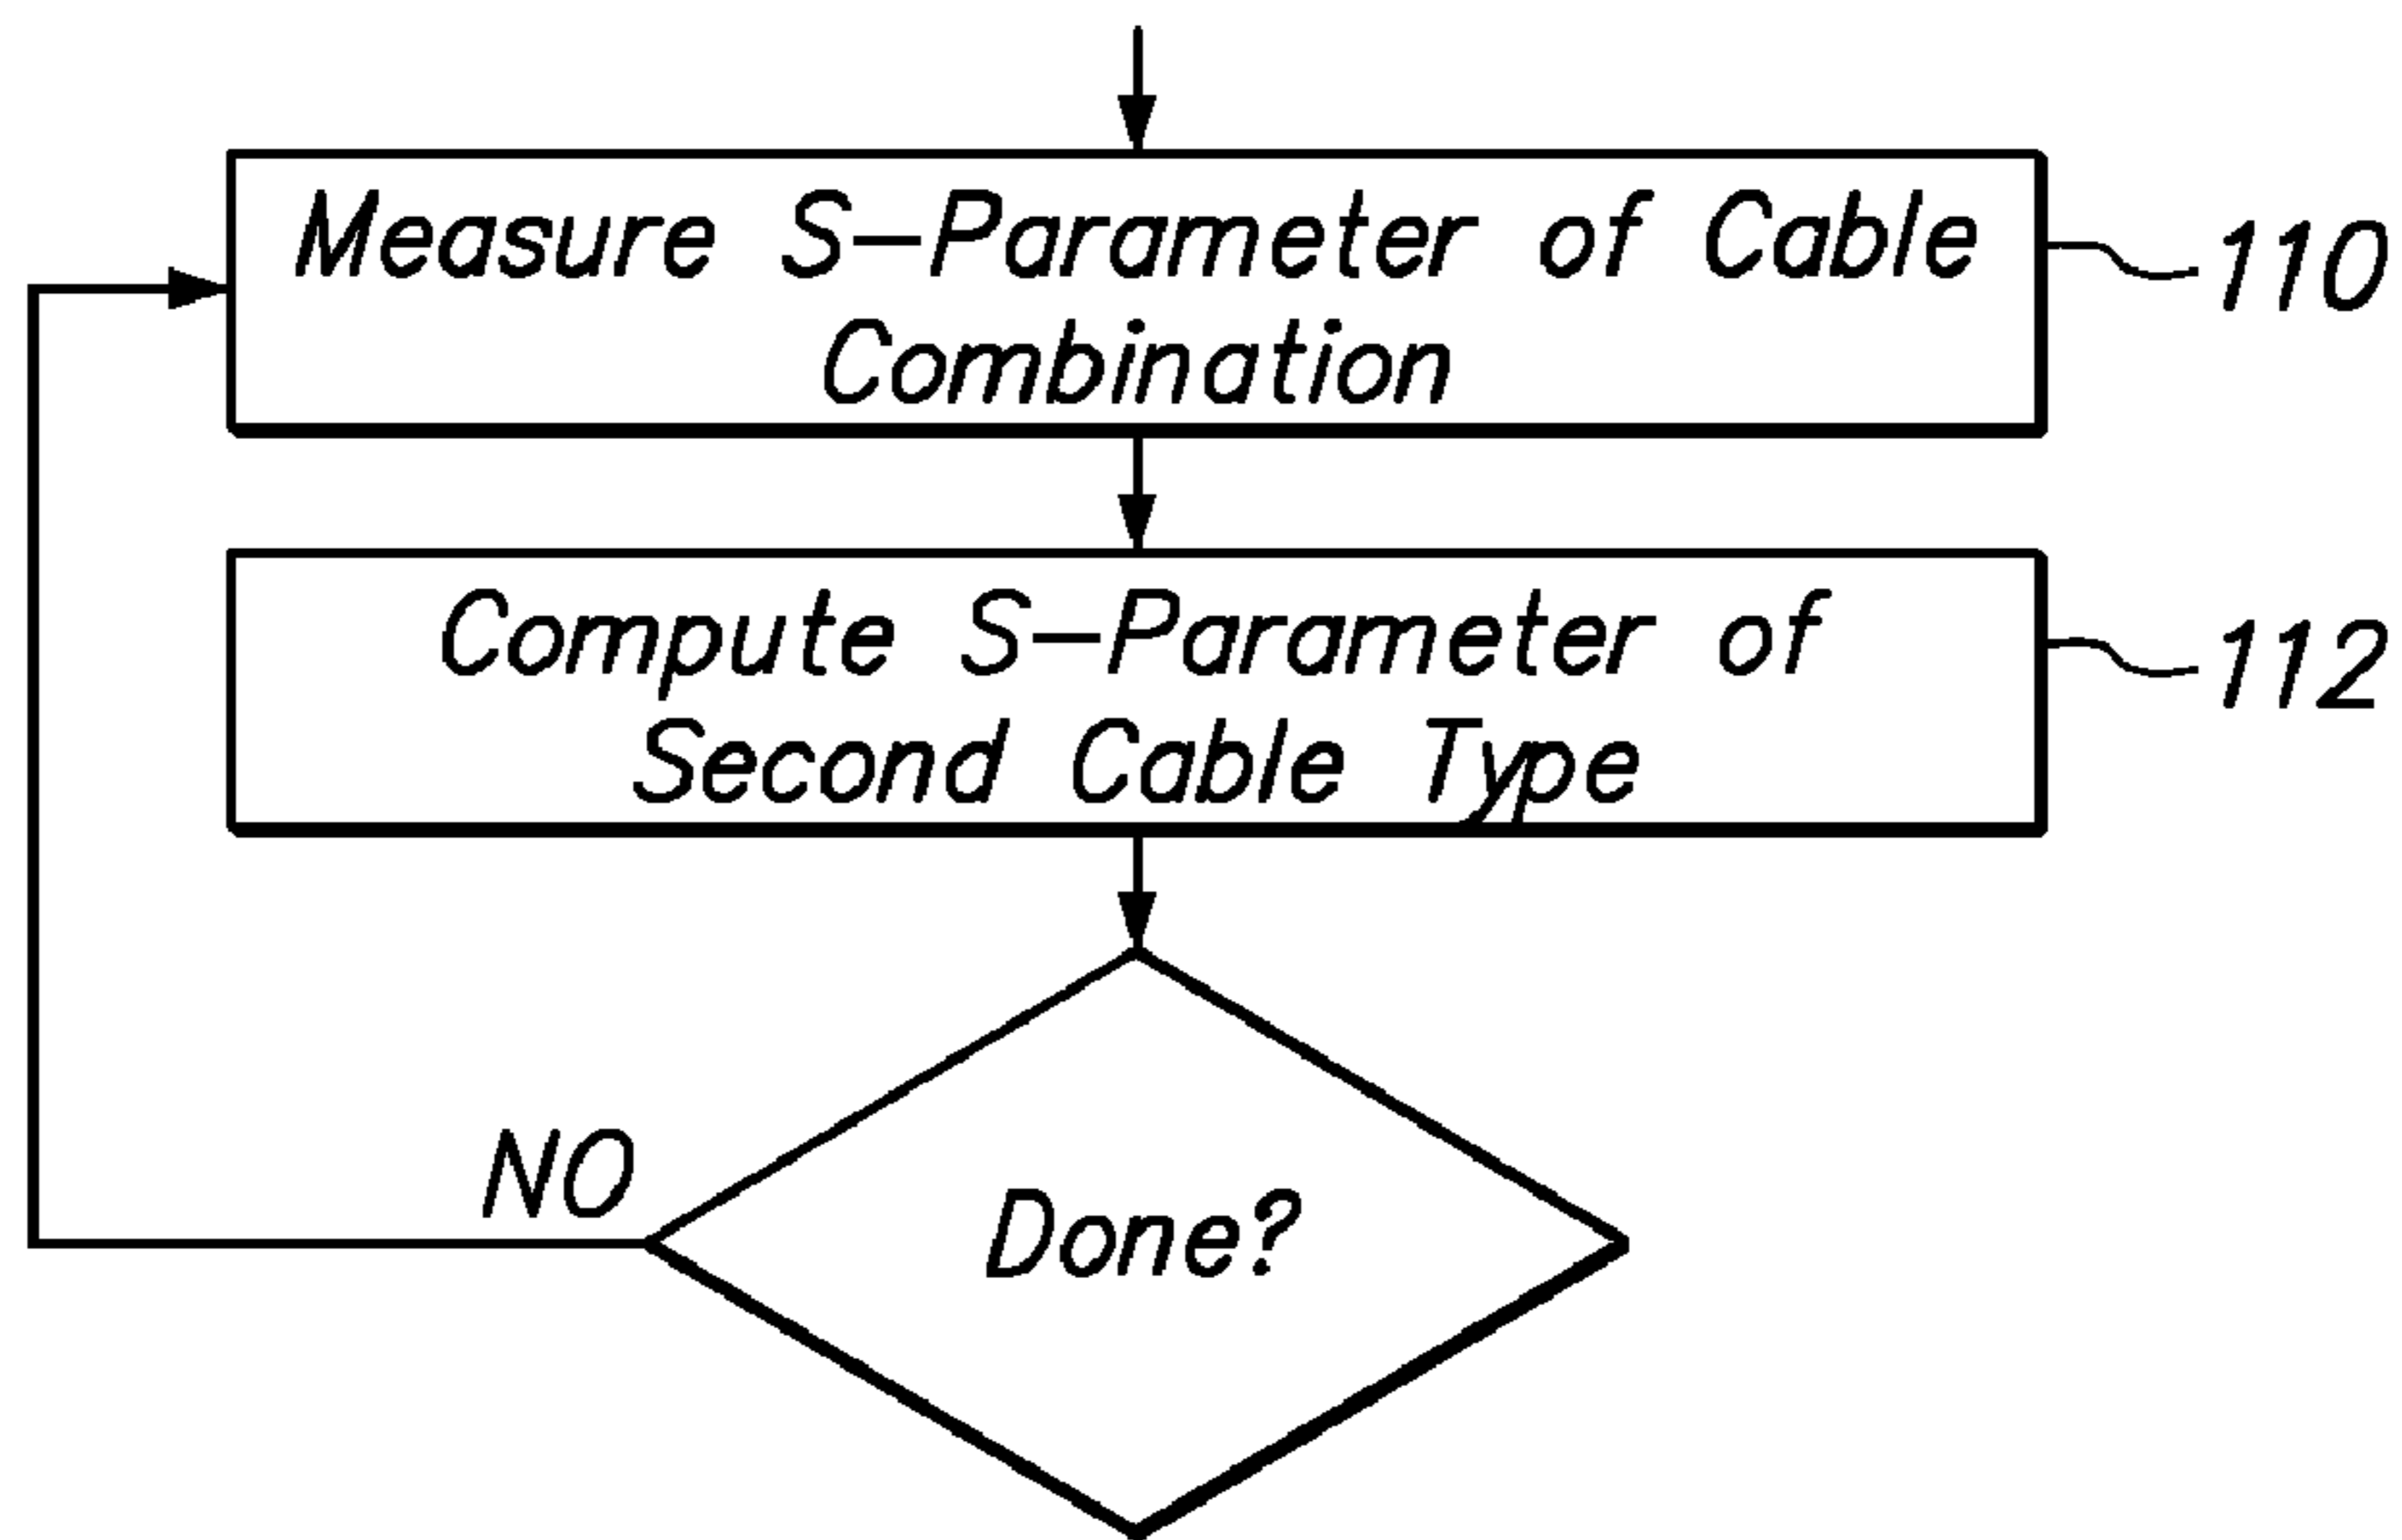 Measure S-Parameter of Cable
Combination
110
Compute S-Parameter of
Second Cable Type
112
NO
Done?